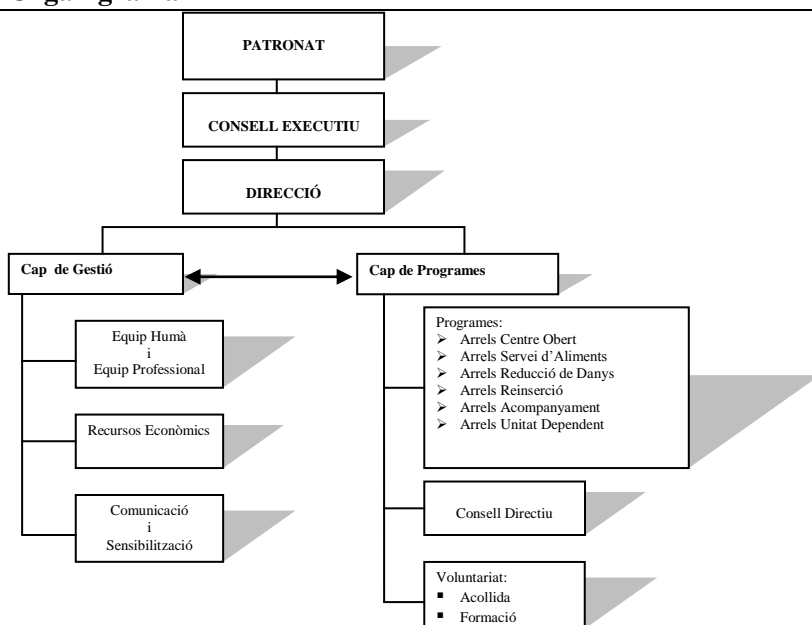 PATRONAT
CONSELL EXECUTIU
DIRECCIÓ
Cap de Gestió
Cap de Programes
Equip Humà
i
Equip Professional
Recursos Econòmics
Comunicació
i
Sensibilització
Programes:
➢ Arrels Centre Obert
➢ Arrels Servei d’Aliments
➢ Arrels Reducció de Danys
➢ Arrels Reinserció
➢ Arrels Acompanyament
➢ Arrels Unitat Dependent
Consell Directiu
Voluntariat:
▪ Acollida
▪ Formació